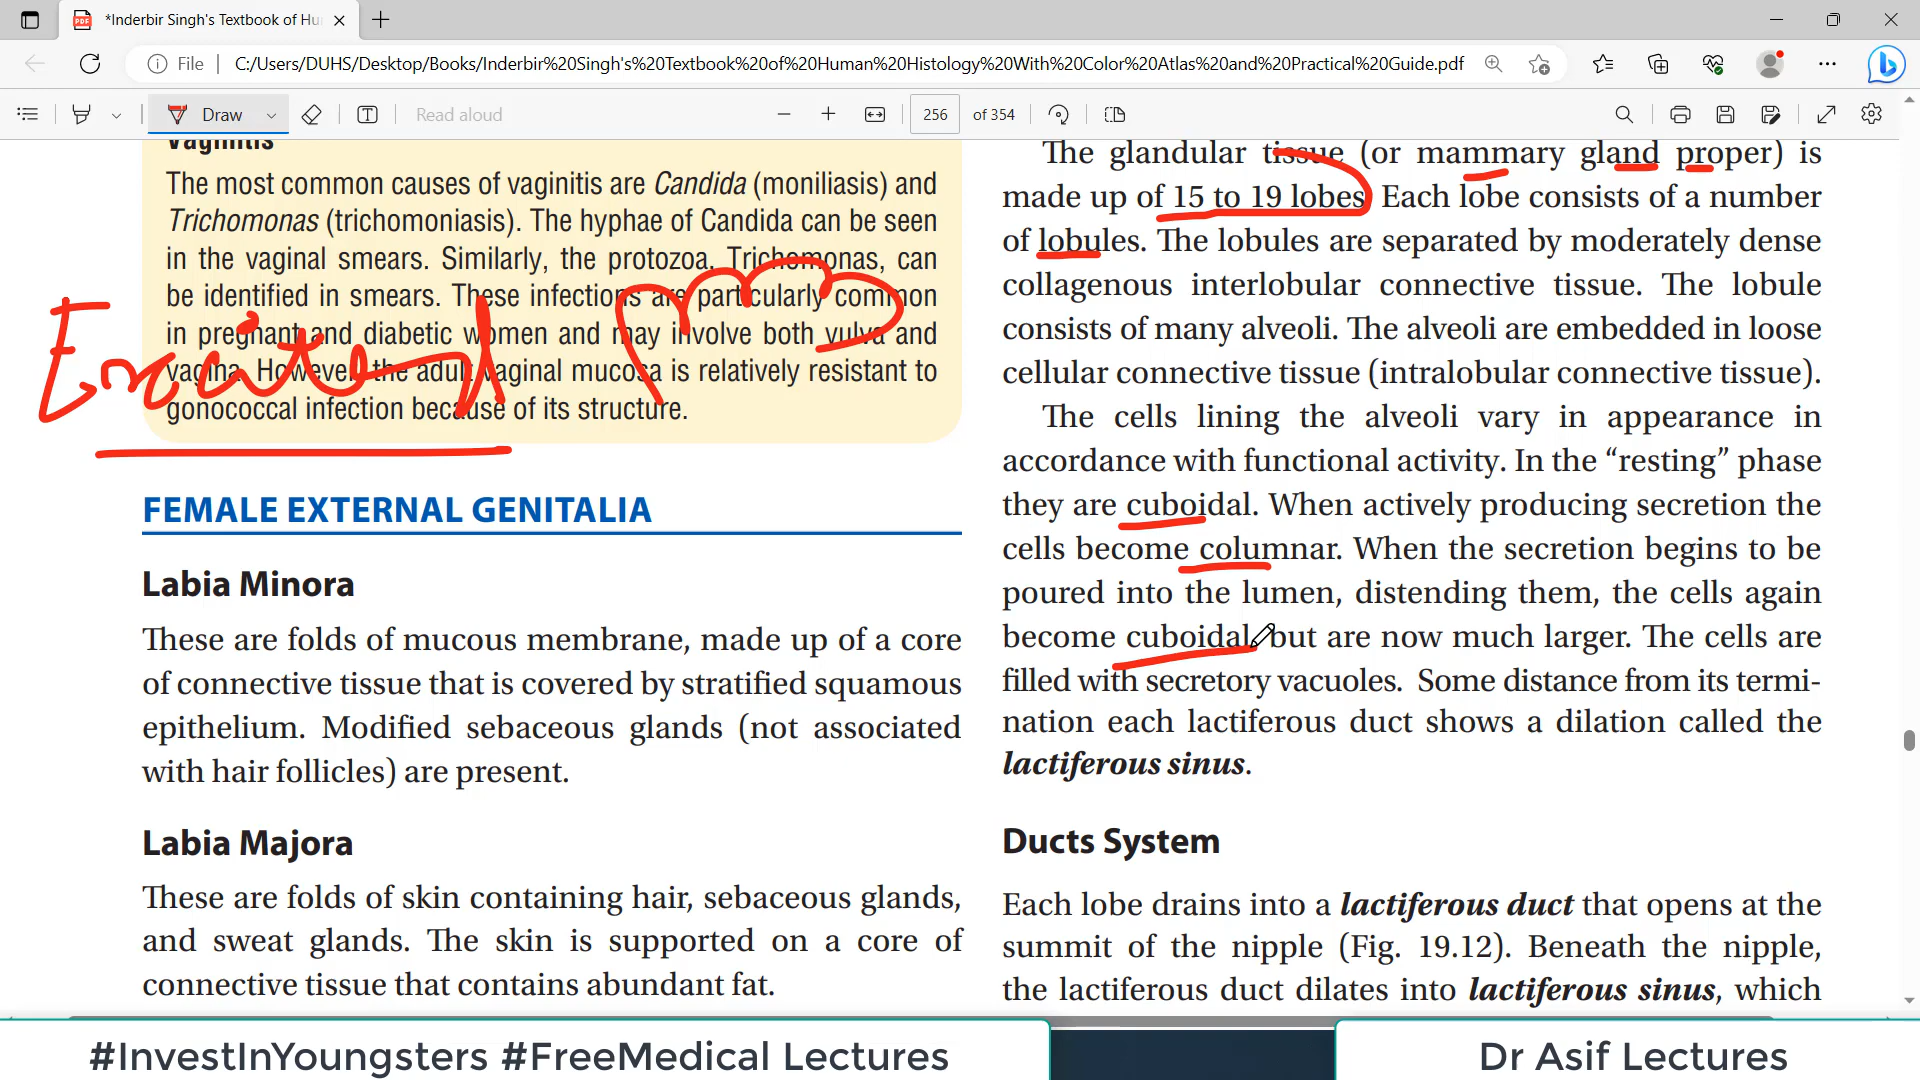 *Inderbir Singh's Textbook of Hu
File
C:/Users/DUHS/Desktop/Books/Inderbir%20Singh's%20Textbook%20of%20Human%20Histology%20With%20Color%20Atlas%20and%20Practical%20Guide.pdf
Draw
Read aloud
256 of 354
Vaginitis
The most common causes of vaginitis are Candida (moniliasis) and
Trichomonas (trichomoniasis). The hyphae of Candida can be seen
in the vaginal smears. Similarly, the protozoa, Trichomonas, can
be identified in smears. These infections are particularly common
in pregnant and diabetic women and may involve both vulva and
vagina. However, the adult vaginal mucosa is relatively resistant to
gonococcal infection because of its structure.
FEMALE EXTERNAL GENITALIA
Labia Minora
These are folds of mucous membrane, made up of a core
of connective tissue that is covered by stratified squamous
epithelium. Modified sebaceous glands (not associated
with hair follicles) are present.
Labia Majora
These are folds of skin containing hair, sebaceous glands,
and sweat glands. The skin is supported on a core of
connective tissue that contains abundant fat.
The glandular tissue (or mammary gland proper) is
made up of 15 to 19 lobes. Each lobe consists of a number
of lobules. The lobules are separated by moderately dense
collagenous interlobular connective tissue. The lobule
consists of many alveoli. The alveoli are embedded in loose
cellular connective tissue (intralobular connective tissue).
The cells lining the alveoli vary in appearance in
accordance with functional activity. In the “resting” phase
they are cuboidal. When actively producing secretion the
cells become columnar. When the secretion begins to be
poured into the lumen, distending them, the cells again
become cuboidal but are now much larger. The cells are
filled with secretory vacuoles. Some distance from its termi-
nation each lactiferous duct shows a dilation called the
lactiferous sinus.
Ducts System
Each lobe drains into a lactiferous duct that opens at the
summit of the nipple (Fig. 19.12). Beneath the nipple,
the lactiferous duct dilates into lactiferous sinus, which
#InvestInYoungsters #FreeMedical Lectures
Dr Asif Lectures